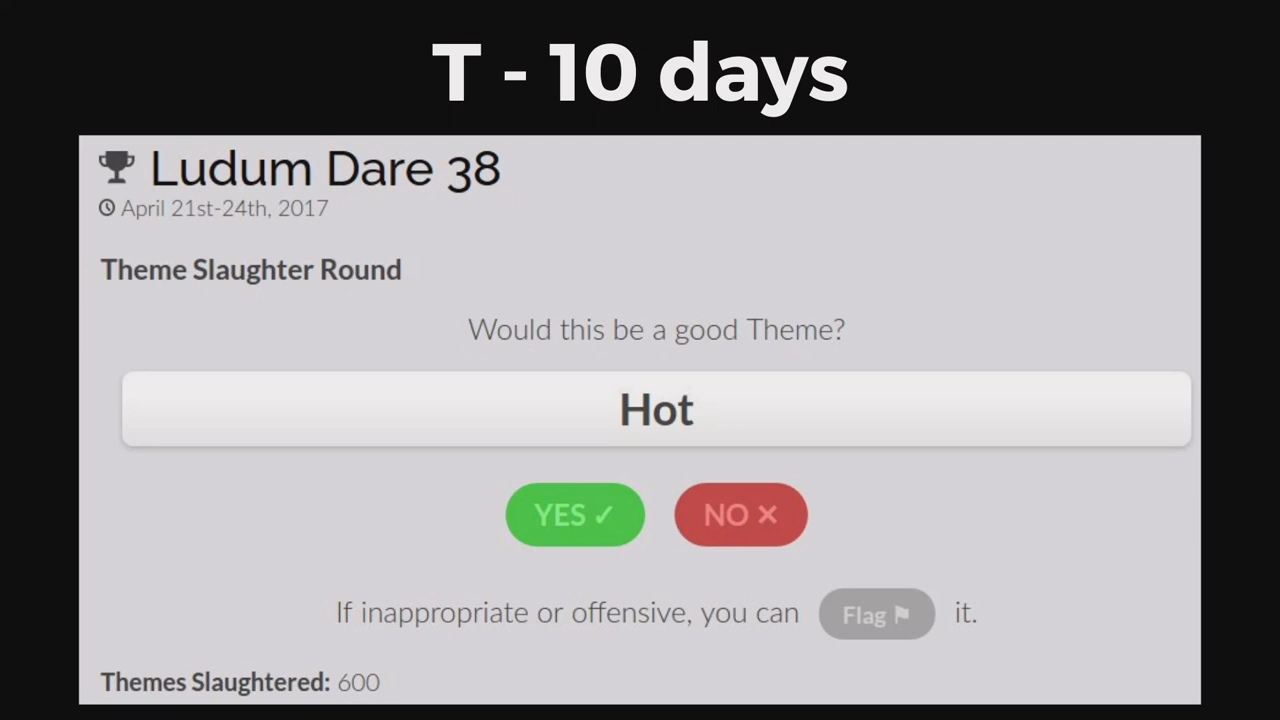 T - 10 days
Ludum Dare 38
April 21st-24th, 2017
Theme Slaughter Round
Would this be a good Theme?
Hot
YES ✓ NO ✕
If inappropriate or offensive, you can Flag ⚑ it.
Themes Slaughtered: 600